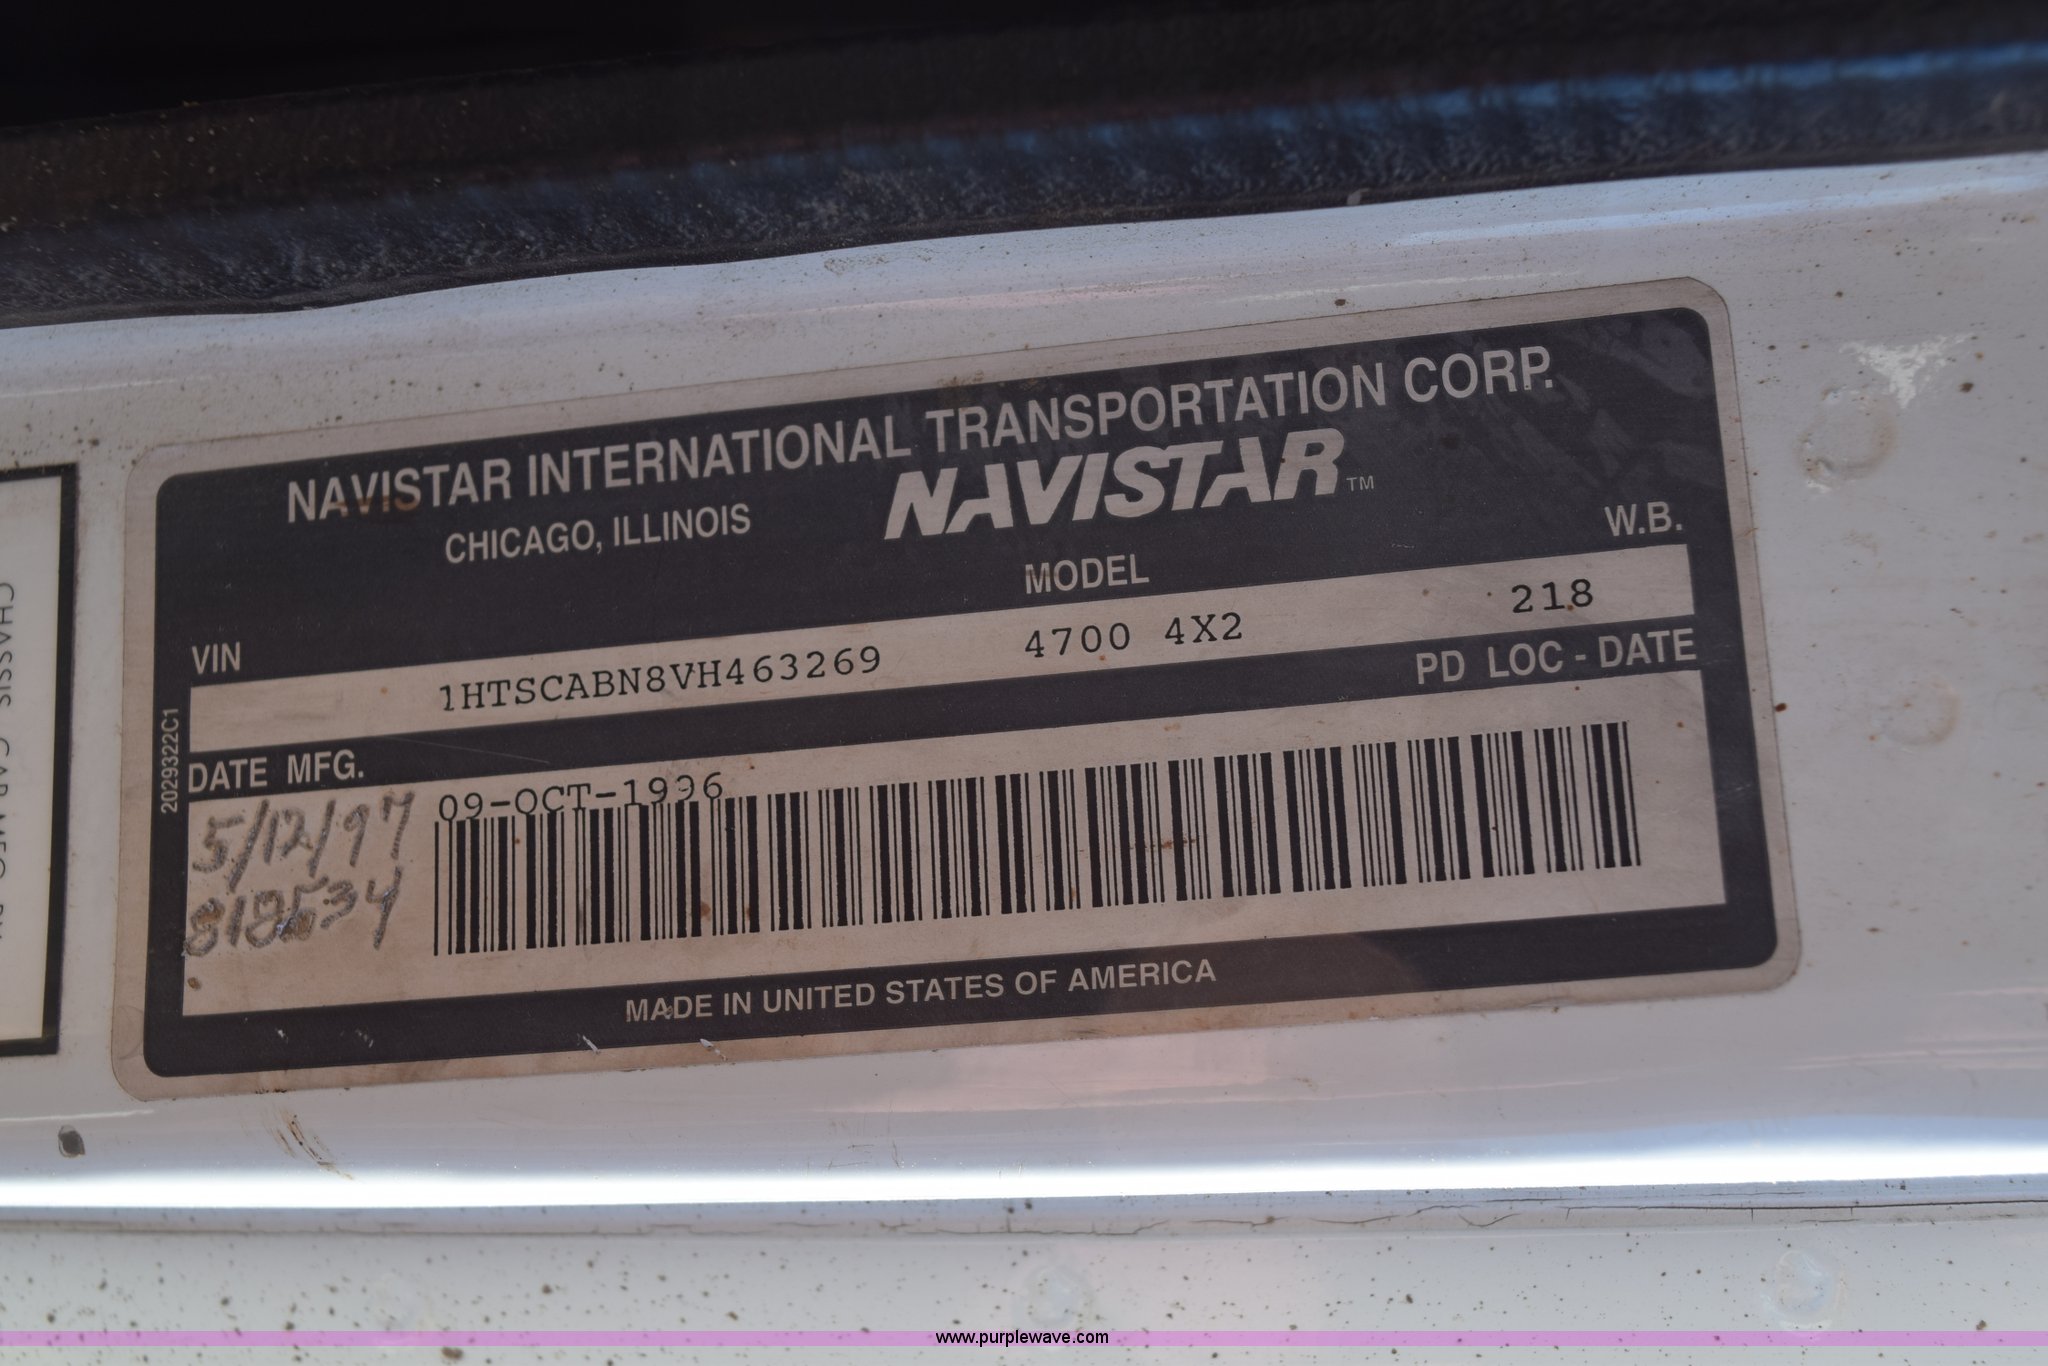 NAVISTAR INTERNATIONAL TRANSPORTATION CORP.
CHICAGO, ILLINOIS
NAVISTAR™
VIN
MODEL
W.B.
1HTSCABN8VH463269
4700 4X2
218
DATE MFG.
PD LOC - DATE
09-OCT-1996
5/12/97
2029322C1
MADE IN UNITED STATES OF AMERICA
CHASSIS
www.purplewave.com